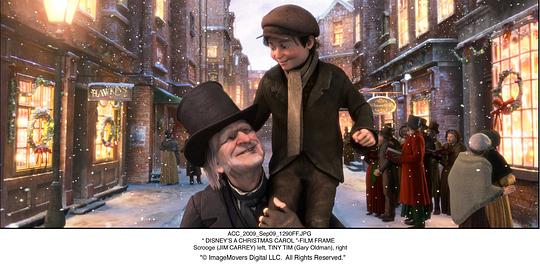 HAWKINS
ACC_2009_Sep09_1290FF.JPG
" DISNEY'S A CHRISTMAS CAROL "-FILM FRAME
Scrooge (JIM CARREY) left, TINY TIM (Gary Oldman), right
"© ImageMovers Digital LLC.  All Rights Reserved."